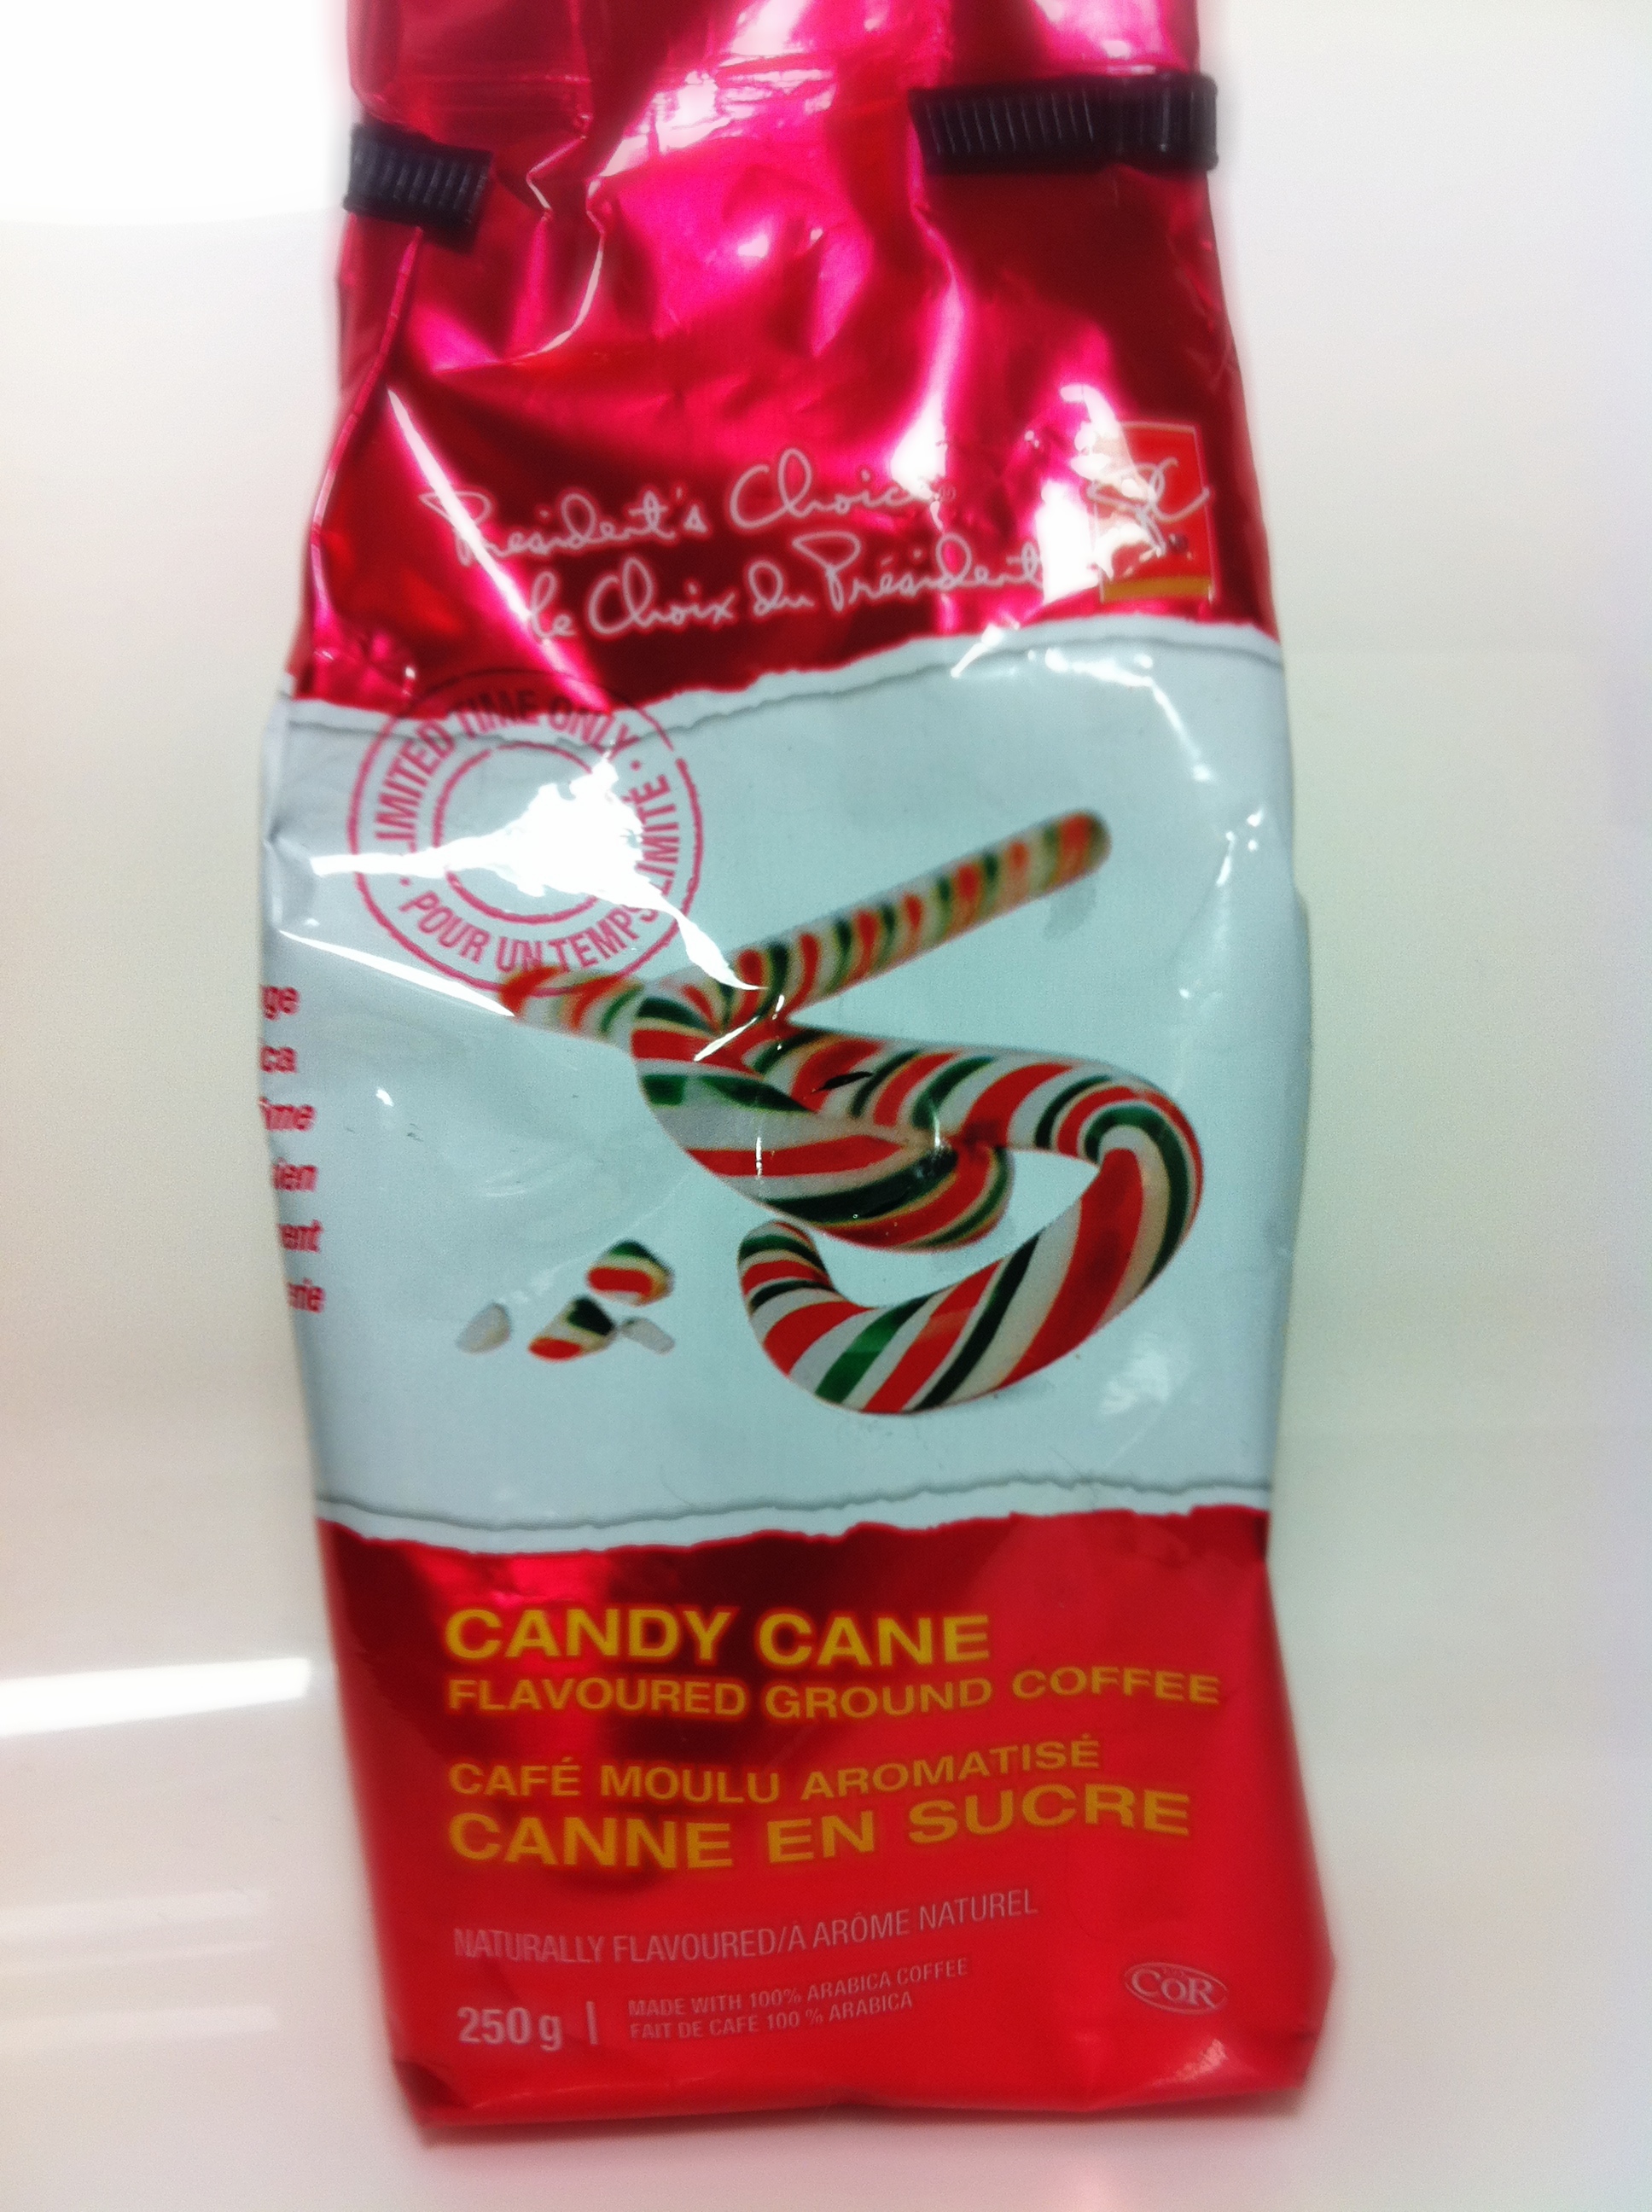 President's Choice®
le Choix du Président
PC
LIMITED TIME ONLY •
POUR UN TEMPS LIMITÉ •
CANDY CANE
FLAVOURED GROUND COFFEE
CAFÉ MOULU AROMATISÉ
CANNE EN SUCRE
NATURALLY FLAVOURED/À ARÔME NATUREL
250 g | MADE WITH 100% ARABICA COFFEE
FAIT DE CAFÉ 100 % ARABICA
COR